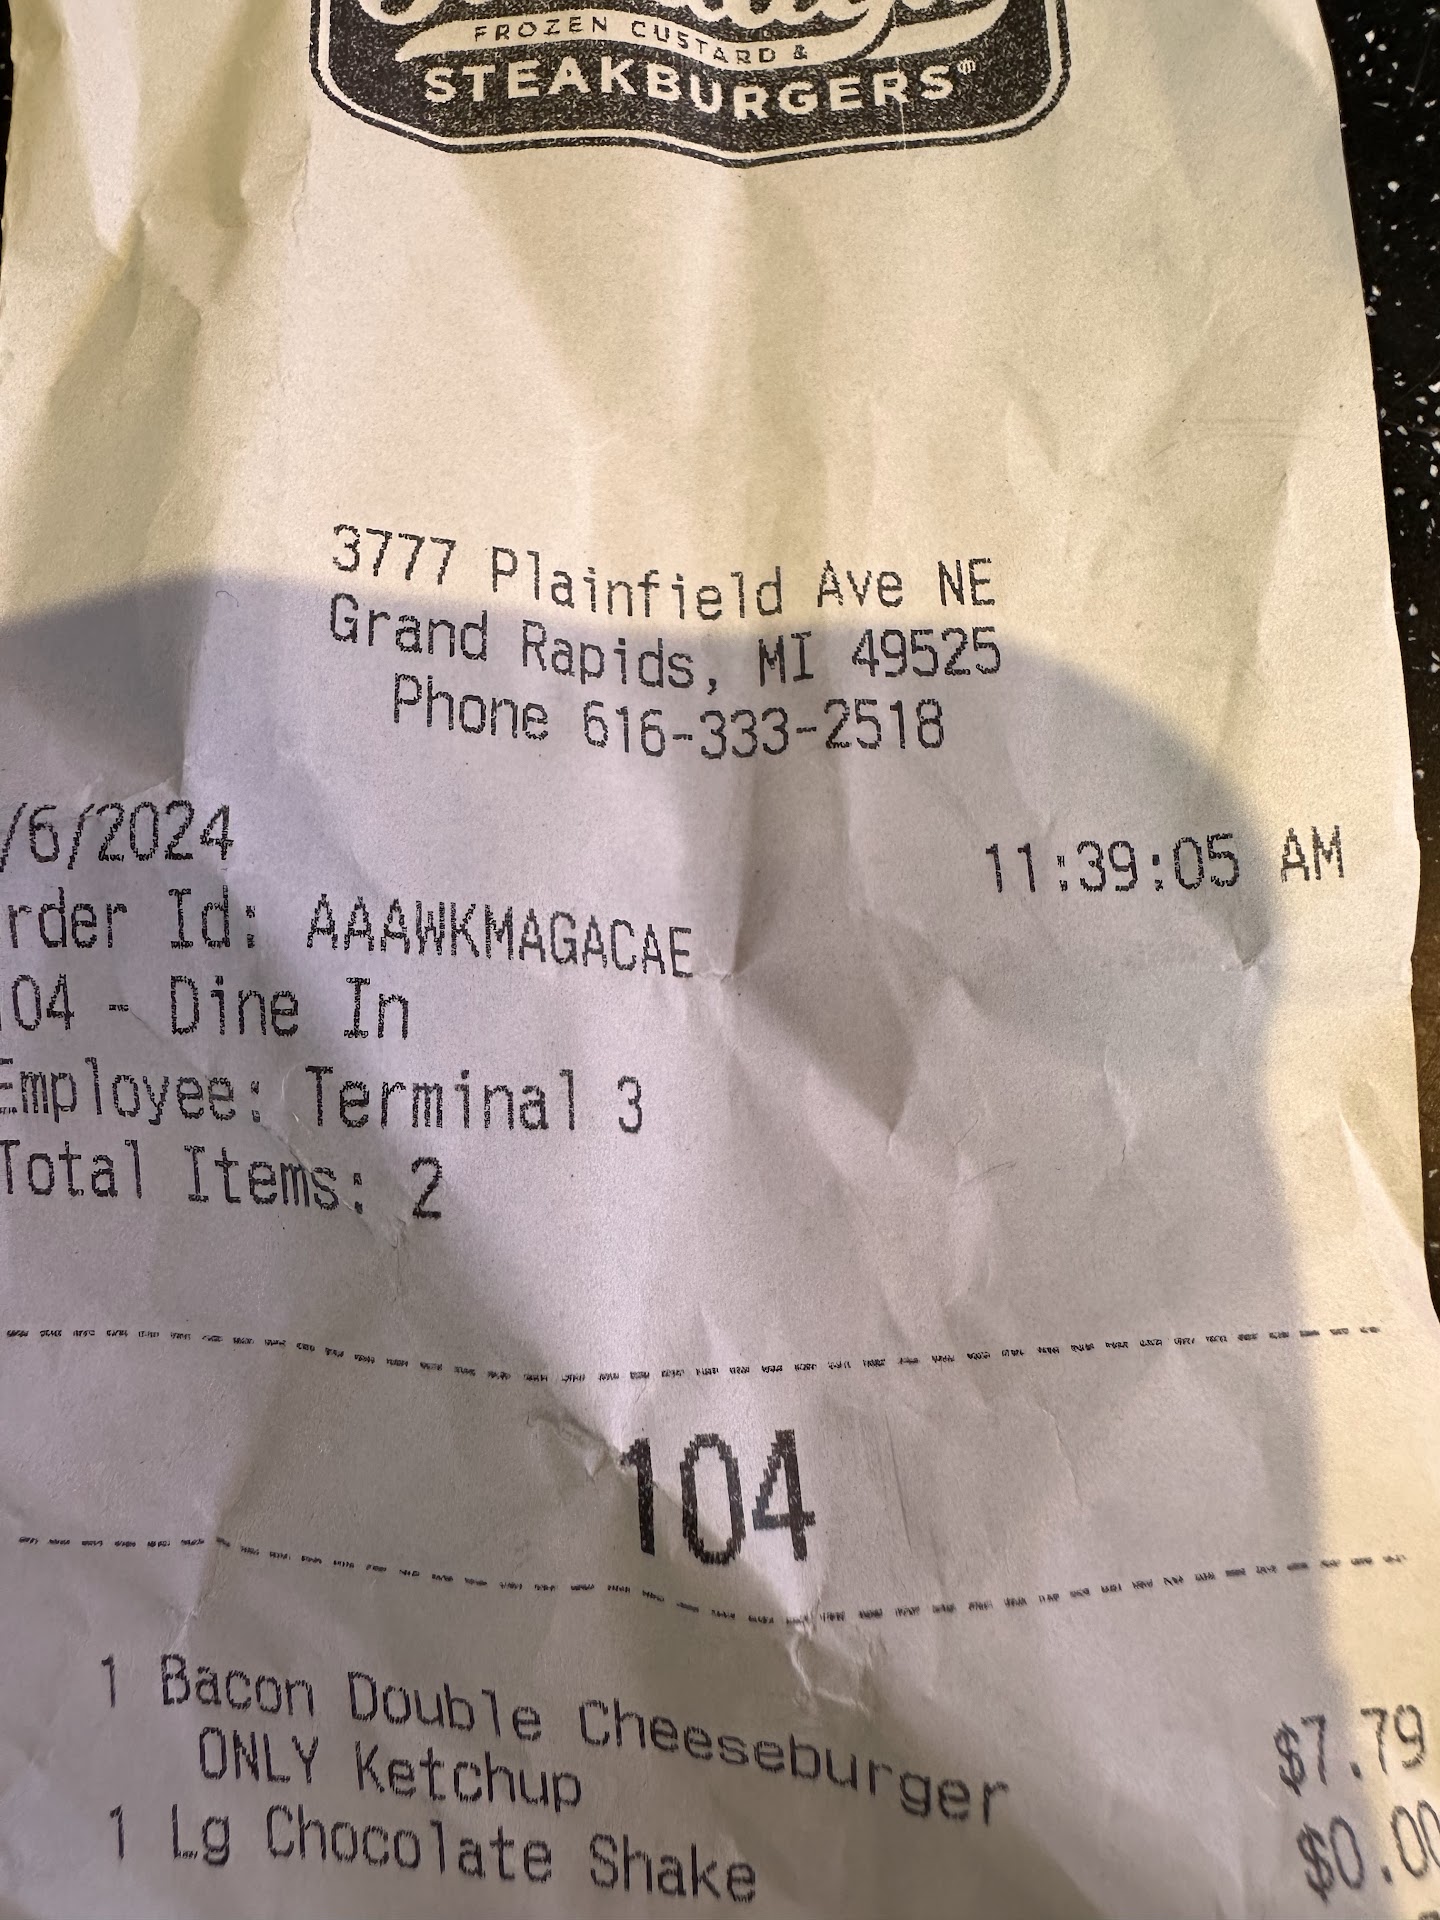 FROZEN CUSTARD &
STEAKBURGERS
3777 Plainfield Ave NE
Grand Rapids, MI 49525
Phone 616-333-2518
/6/2024 11:39:05 AM
rder Id: AAAWKMAGACAE
104 - Dine In
Employee: Terminal 3
Total Items: 2
104
1 Bacon Double Cheeseburger $7.79
ONLY Ketchup $0.00
1 Lg Chocolate Shake